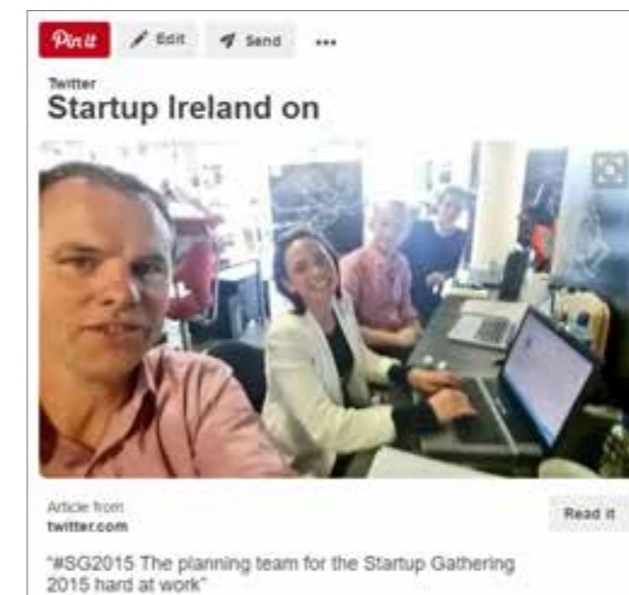 Pin it Edit Send •••
Twitter
Startup Ireland on
Article from
twitter.com
Read it
"#SG2015 The planning team for the Startup Gathering
2015 hard at work"